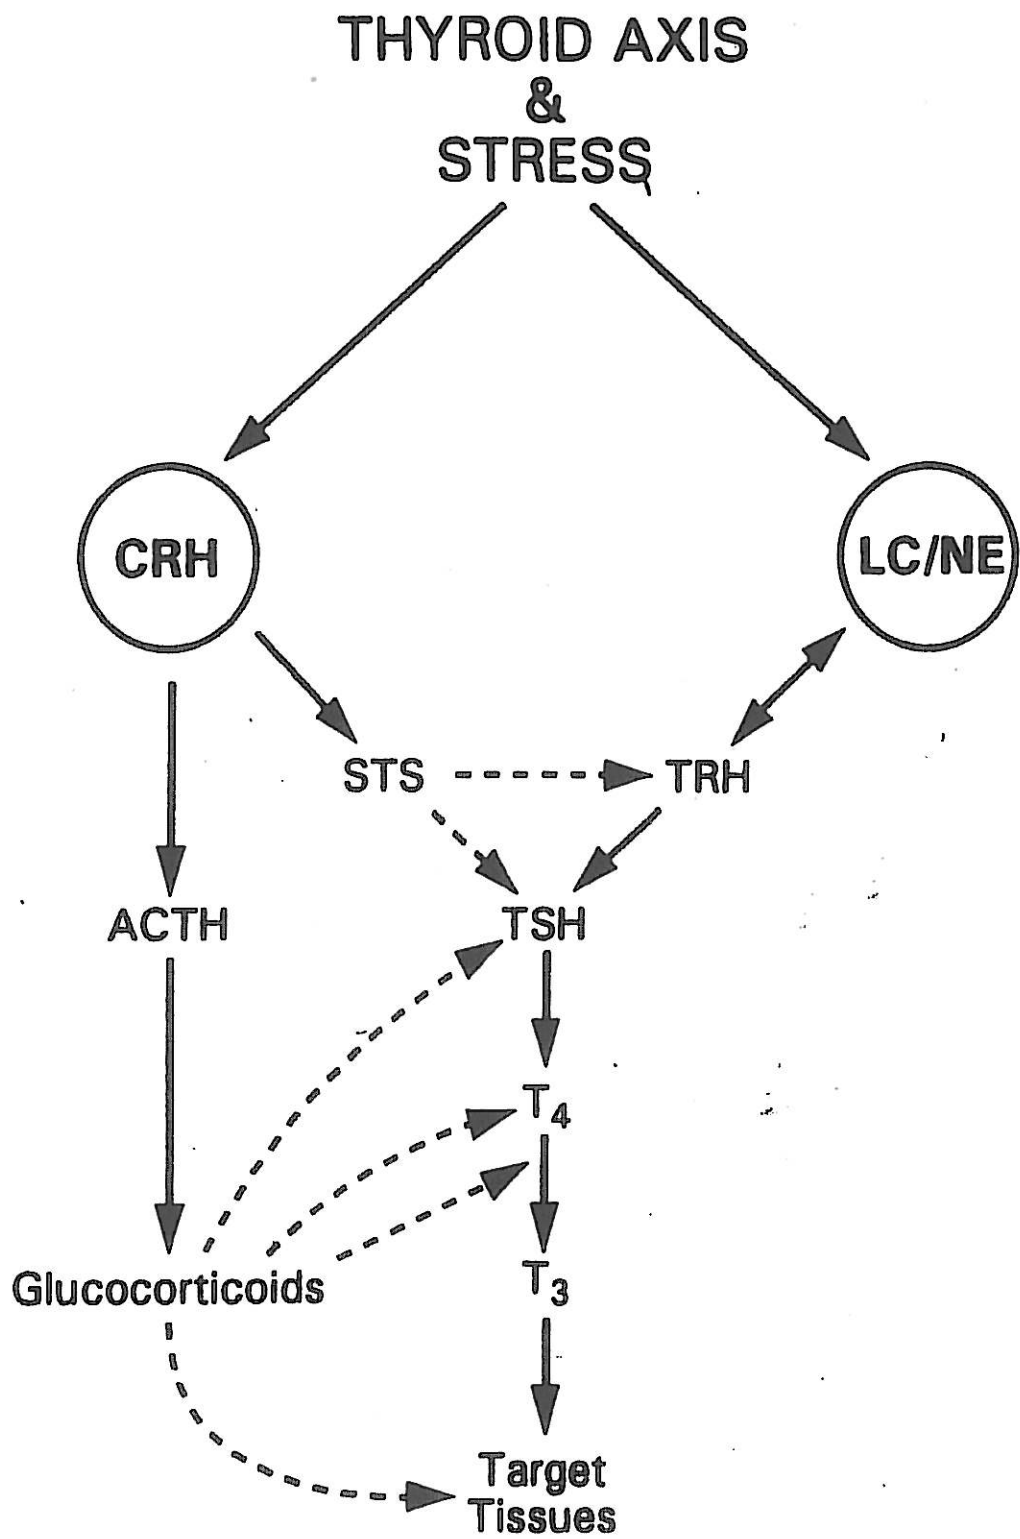 THYROID AXIS
&
STRESS
CRH
LC/NE
STS
TRH
ACTH
TSH
T4
Glucocorticoids
T3
Target
Tissues